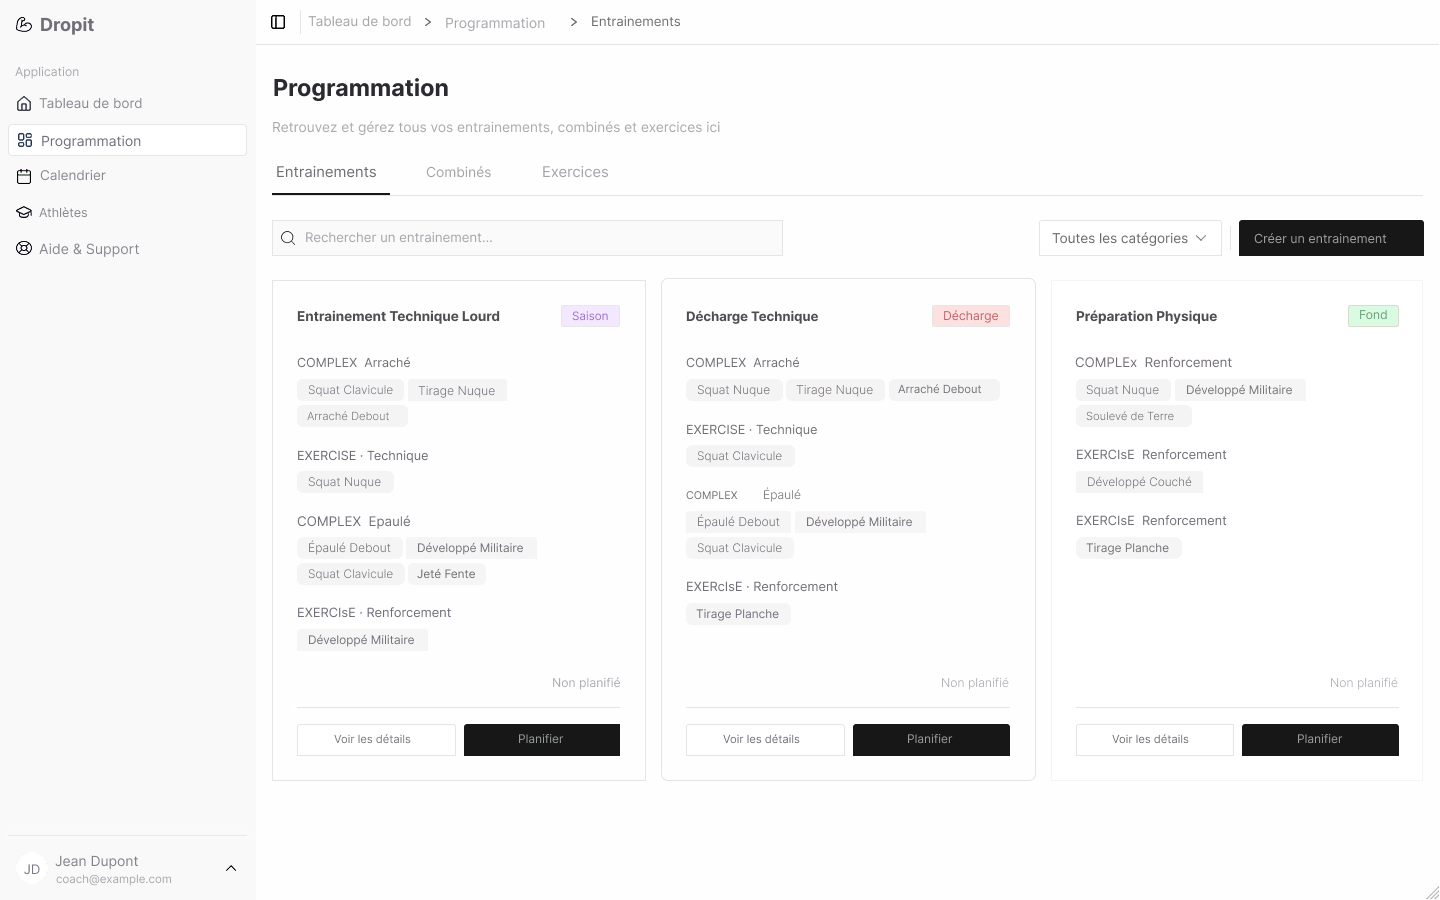 Dropit
Application
Tableau de bord
Programmation
Calendrier
Athlètes
Aide & Support
JD
Jean Dupont
coach@example.com
Tableau de bord
Programmation
Entrainements
Programmation
Retrouvez et gérez tous vos entrainements, combinés et exercices ici
Entrainements
Combinés
Exercices
Rechercher un entrainement...
Toutes les catégories
Créer un entrainement
Entrainement Technique Lourd
Saison
COMPLEX Arraché
Squat Clavicule
Tirage Nuque
Arraché Debout
EXERCISE · Technique
Squat Nuque
COMPLEX Epaulé
Épaulé Debout
Développé Militaire
Squat Clavicule
Jeté Fente
EXERCIsE · Renforcement
Développé Militaire
Non planifié
Voir les détails
Planifier
Décharge Technique
Décharge
COMPLEX Arraché
Squat Nuque
Tirage Nuque
Arraché Debout
EXERCISE · Technique
Squat Clavicule
COMPLEX Épaulé
Épaulé Debout
Développé Militaire
Squat Clavicule
EXERcIsE · Renforcement
Tirage Planche
Non planifié
Voir les détails
Planifier
Préparation Physique
Fond
COMPLEx Renforcement
Squat Nuque
Développé Militaire
Soulevé de Terre
EXERCIsE Renforcement
Développé Couché
EXERCIsE Renforcement
Tirage Planche
Non planifié
Voir les détails
Planifier